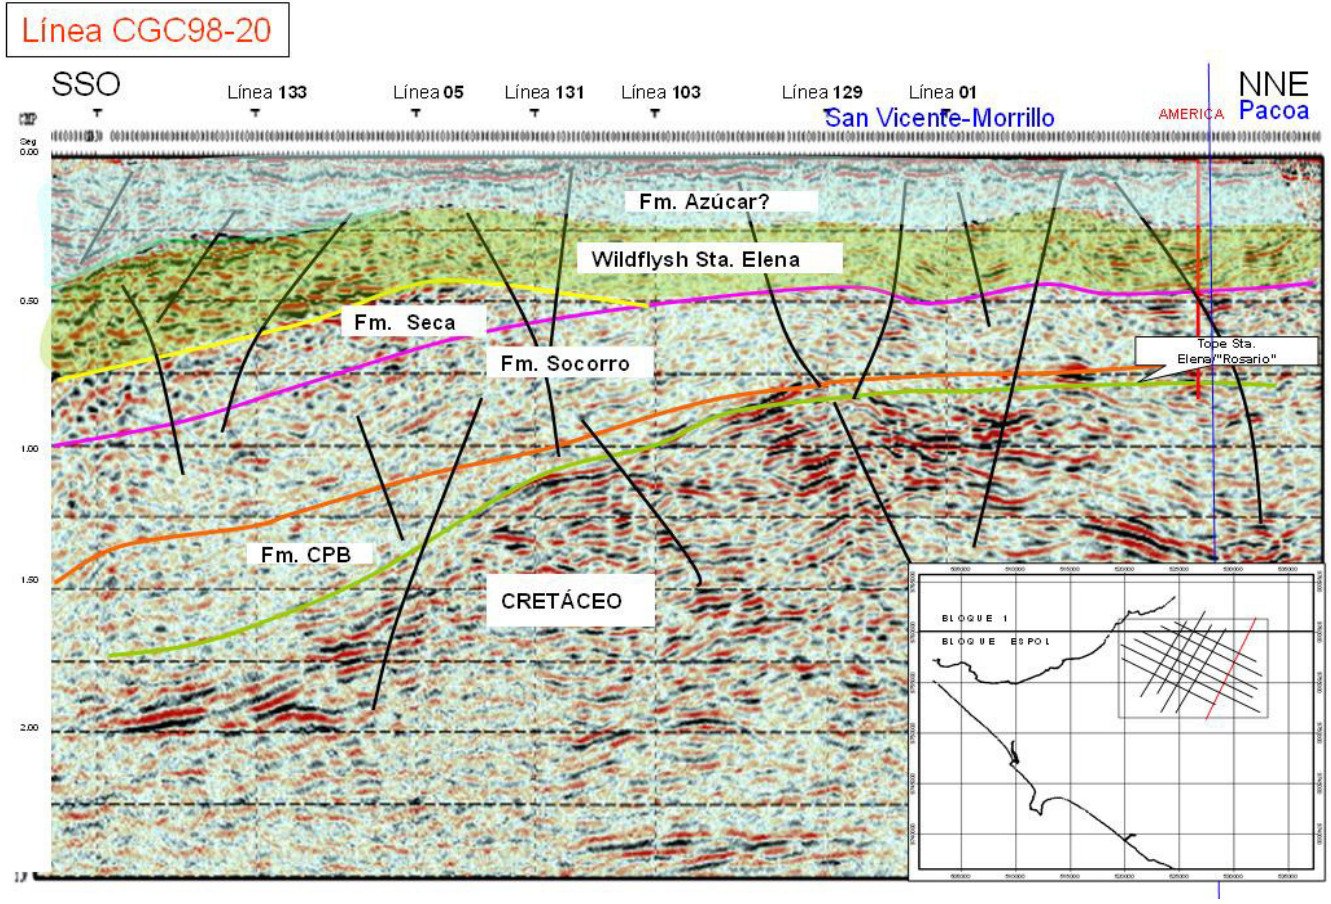 Línea CGC98-20
SSO
NNE
Línea 133
Línea 05
Línea 131
Línea 103
Línea 129
Línea 01
San Vicente-Morrillo
AMERICA
Pacoa
Seg
0.00
Fm. Azúcar?
Wildflysh Sta. Elena
0.50
Fm. Seca
Tope Sta.
Elena/"Rosario"
Fm. Socorro
1.00
Fm. CPB
1.50
CRETÁCEO
BLOQUE 1
BLOQUE ESPOL
2.00